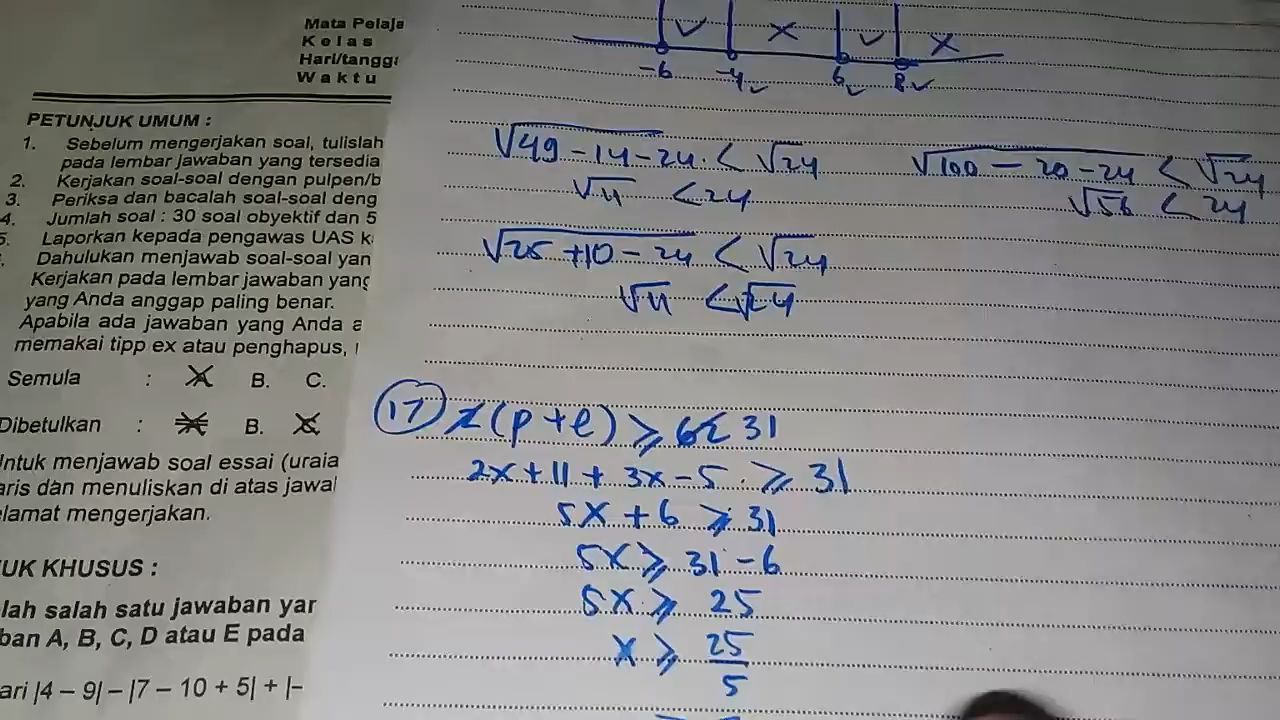 Mata Pelaja
Kelas
Hari/tangga
Waktu
PETUNJUK UMUM :
1. Sebelum mengerjakan soal, tulislah
pada lembar jawaban yang tersedia
2. Kerjakan soal-soal dengan pulpen/b
3. Periksa dan bacalah soal-soal deng
4. Jumlah soal : 30 soal obyektif dan 5
5. Laporkan kepada pengawas UAS k
. Dahulukan menjawab soal-soal yan
Kerjakan pada lembar jawaban yang
yang Anda anggap paling benar.
Apabila ada jawaban yang Anda a
memakai tipp ex atau penghapus,
Semula : A B. C.
Dibetulkan : A B. C
Untuk menjawab soal essai (uraia
aris dan menuliskan di atas jawal
elamat mengerjakan.
UK KHUSUS :
lah salah satu jawaban yar
ban A, B, C, D atau E pada
ari |4 – 9| – |7 – 10 + 5| + |–
✓ × ✓ ×
-6 -4✓ 6✓ 8✓
√49 - 14 - 24 < √24
√11 < 24
√100 - 20 - 24 < √24
√56 < 24
√25 + 10 - 24 < √24
√11 < √24
17 2(p+l) ≥ 62 31
2x + 11 + 3x - 5 ≥ 31
5x + 6 ≥ 31
5x ≥ 31 - 6
5x ≥ 25
x ≥ 25/5